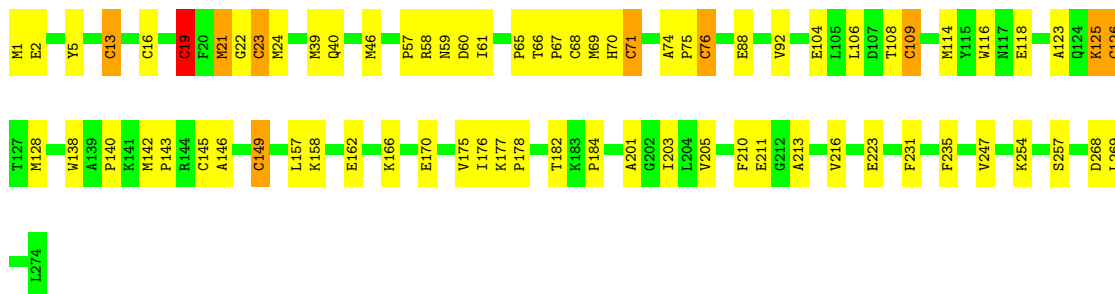 M1 E2 Y5 C13 C16 C19 F20 M21 G22 C23 M24 M39 Q40 M46 P57 R58 N59 D60 I61 P65 T66 P67 C68 M69 H70 C71 A74 P75 C76 E88 V92 E104 L105 L106 D107 T108 C109 M114 Y115 W116 N117 E118 A123 Q124 K125
T127 M128 W138 A139 P140 K141 M142 P143 R144 C145 A146 C149 L157 K158 E162 K166 E170 V175 I176 K177 P178 T182 K183 P184 A201 G202 I203 L204 V205 F210 E211 G212 A213 V216 E223 F231 F235 V247 K254 S257 D268
L274